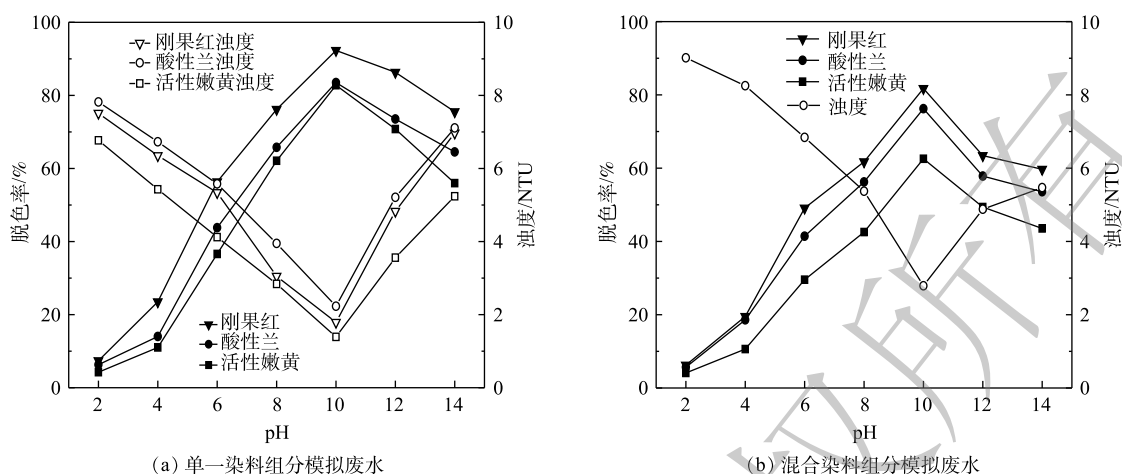 100
80
60
40
20
0
脱色率/%
10
8
6
4
2
0
浊度/NTU
刚果红浊度
酸性兰浊度
活性嫩黄浊度
刚果红
酸性兰
活性嫩黄
2 4 6 8 10 12 14
pH
(a) 单一染料组分模拟废水
100
80
60
40
20
0
脱色率/%
10
8
6
4
2
0
浊度/NTU
刚果红
酸性兰
活性嫩黄
浊度
2 4 6 8 10 12 14
pH
(b) 混合染料组分模拟废水
权所有